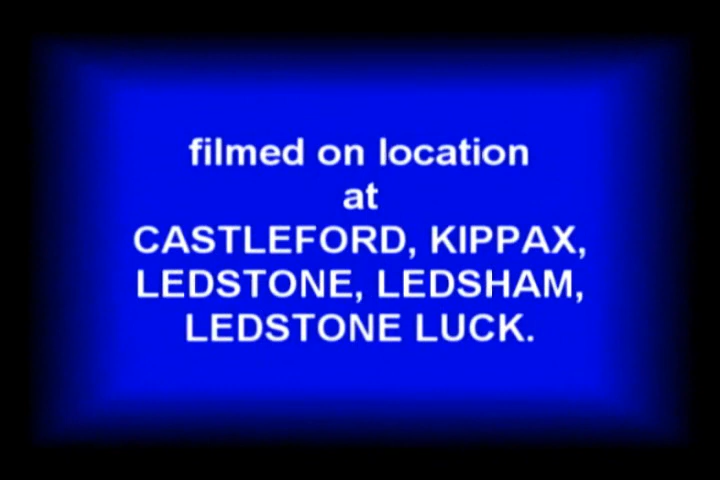 filmed on location
at
CASTLEFORD, KIPPAX,
LEDSTONE, LEDSHAM,
LEDSTONE LUCK.